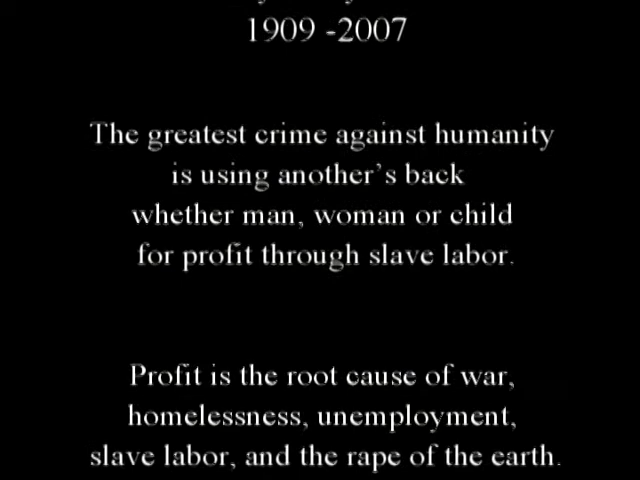 1909 -2007
The greatest crime against humanity
is using another's back
whether man, woman or child
for profit through slave labor.
Profit is the root cause of war,
homelessness, unemployment,
slave labor, and the rape of the earth.